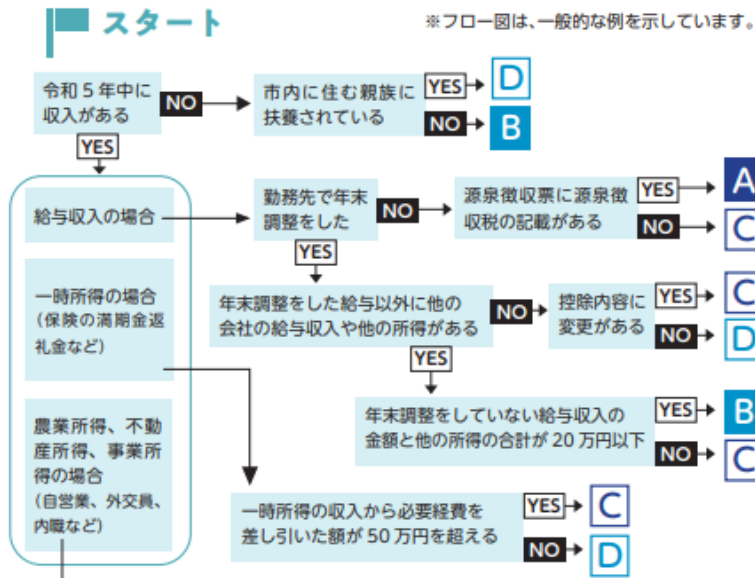 スタート
※フロー図は、一般的な例を示しています。
令和5年中に
収入がある
NO
市内に住む親族に
扶養されている
YES
D
NO
B
YES
給与収入の場合
勤務先で年末
調整をした
NO
源泉徴収票に源泉徴
収税の記載がある
YES
A
NO
C
YES
一時所得の場合
(保険の満期金返
礼金など)
年末調整をした給与以外に他の
会社の給与収入や他の所得がある
NO
控除内容に
変更がある
YES
C
NO
D
YES
農業所得、不動
産所得、事業所
得の場合
(自営業、外交員、
内職など)
年末調整をしていない給与収入の
金額と他の所得の合計が20万円以下
YES
B
NO
C
一時所得の収入から必要経費を
差し引いた額が50万円を超える
YES
C
NO
D